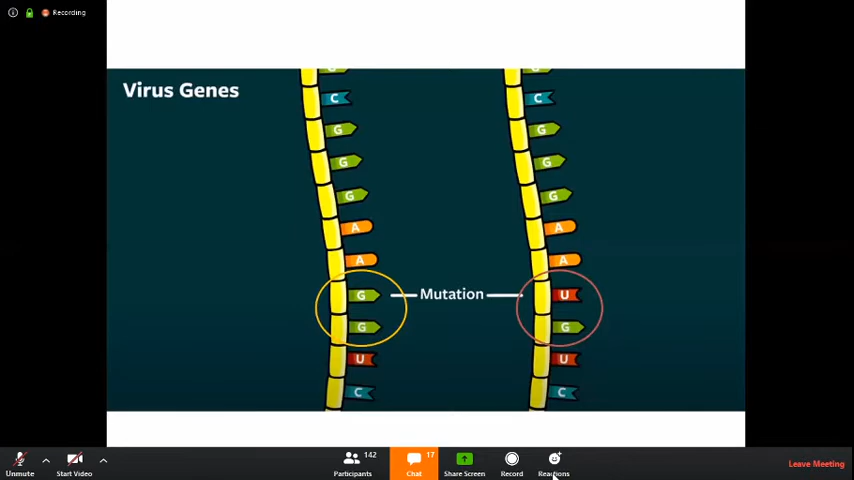 Recording
Virus Genes
G G
C C
G G
G G
G G
A A
A A
G Mutation U
G G
U U
C C
142 17
Unmute Start Video Participants Chat Share Screen Record Reactions Leave Meeting